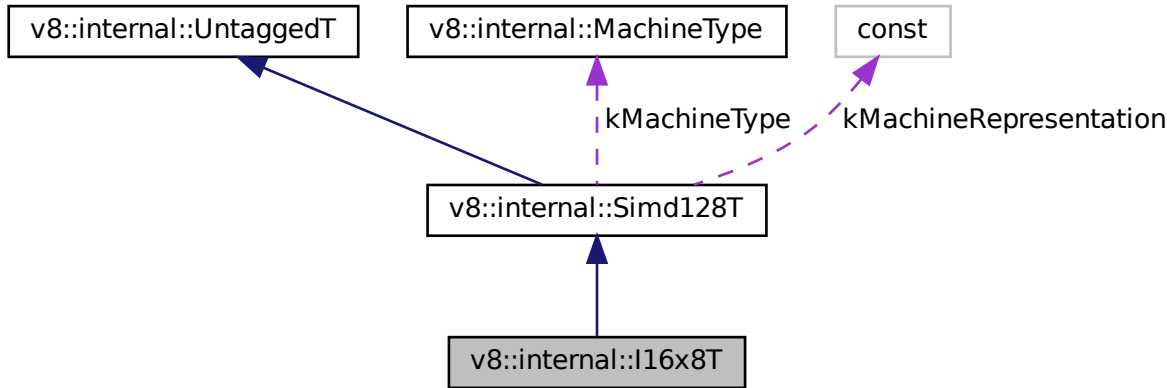 v8::internal::UntaggedT
v8::internal::MachineType
const
kMachineType
kMachineRepresentation
v8::internal::Simd128T
v8::internal::I16x8T